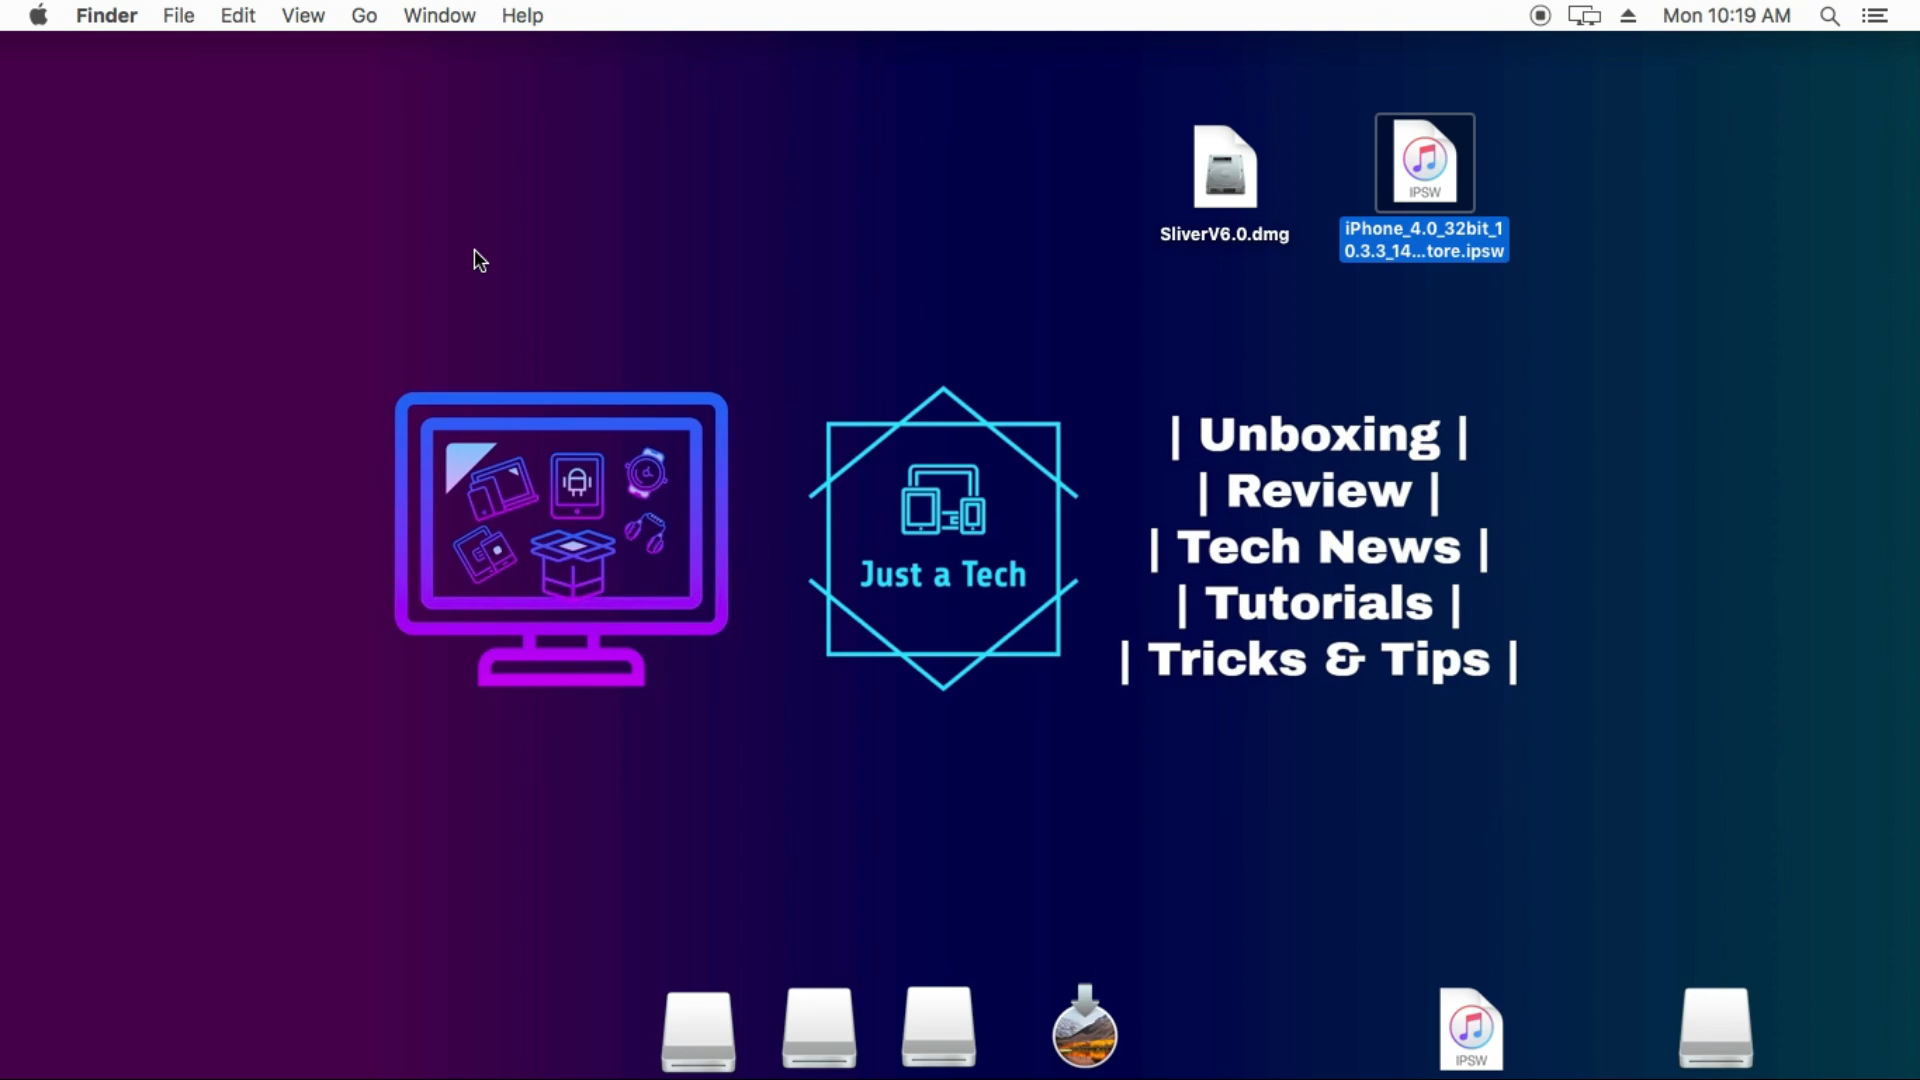 Finder File Edit View Go Window Help Mon 10:19 AM
IPSW
SliverV6.0.dmg
iPhone_4.0_32bit_1
0.3.3_14...tore.ipsw
| Unboxing |
| Review |
| Tech News |
| Tutorials |
| Tricks & Tips |
Just a Tech
IPSW